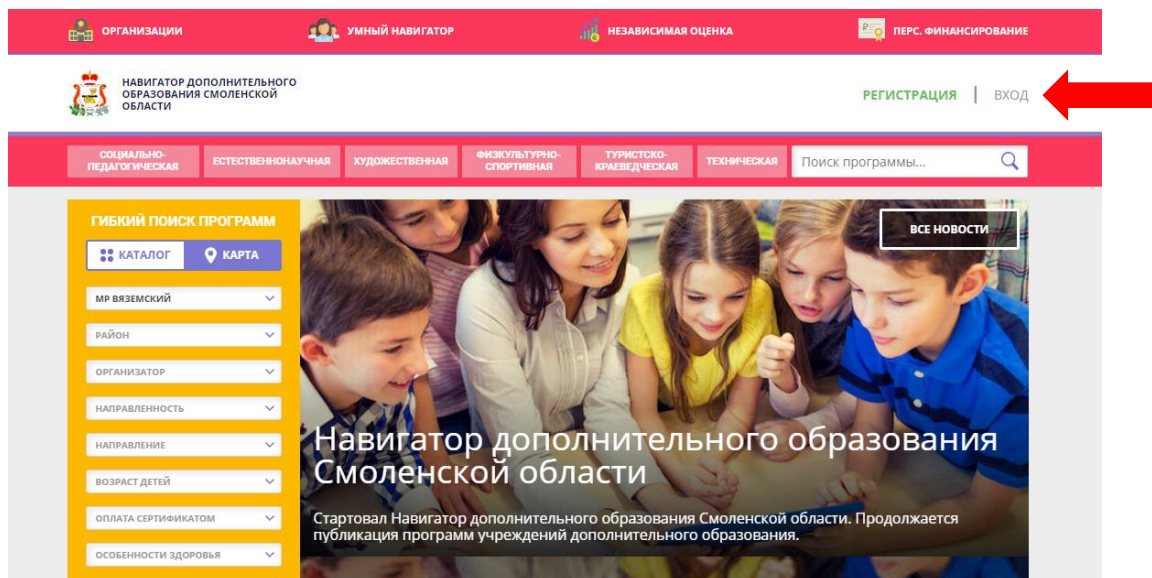 ОРГАНИЗАЦИИ
УМНЫЙ НАВИГАТОР
НЕЗАВИСИМАЯ ОЦЕНКА
ПЕРС. ФИНАНСИРОВАНИЕ
НАВИГАТОР ДОПОЛНИТЕЛЬНОГО
ОБРАЗОВАНИЯ СМОЛЕНСКОЙ
ОБЛАСТИ
РЕГИСТРАЦИЯ | ВХОД
СОЦИАЛЬНО-
ПЕДАГОГИЧЕСКАЯ
ЕСТЕСТВЕННОНАУЧНАЯ
ХУДОЖЕСТВЕННАЯ
ФИЗКУЛЬТУРНО-
СПОРТИВНАЯ
ТУРИСТСКО-
КРАЕВЕДЧЕСКАЯ
ТЕХНИЧЕСКАЯ
Поиск программы...
ГИБКИЙ ПОИСК ПРОГРАММ
КАТАЛОГ
КАРТА
МР ВЯЗЕМСКИЙ
РАЙОН
ОРГАНИЗАТОР
НАПРАВЛЕННОСТЬ
НАПРАВЛЕНИЕ
ВОЗРАСТ ДЕТЕЙ
ОПЛАТА СЕРТИФИКАТОМ
ОСОБЕННОСТИ ЗДОРОВЬЯ
ВСЕ НОВОСТИ
Навигатор дополнительного образования
Смоленской области
Стартовал Навигатор дополнительного образования Смоленской области. Продолжается
публикация программ учреждений дополнительного образования.